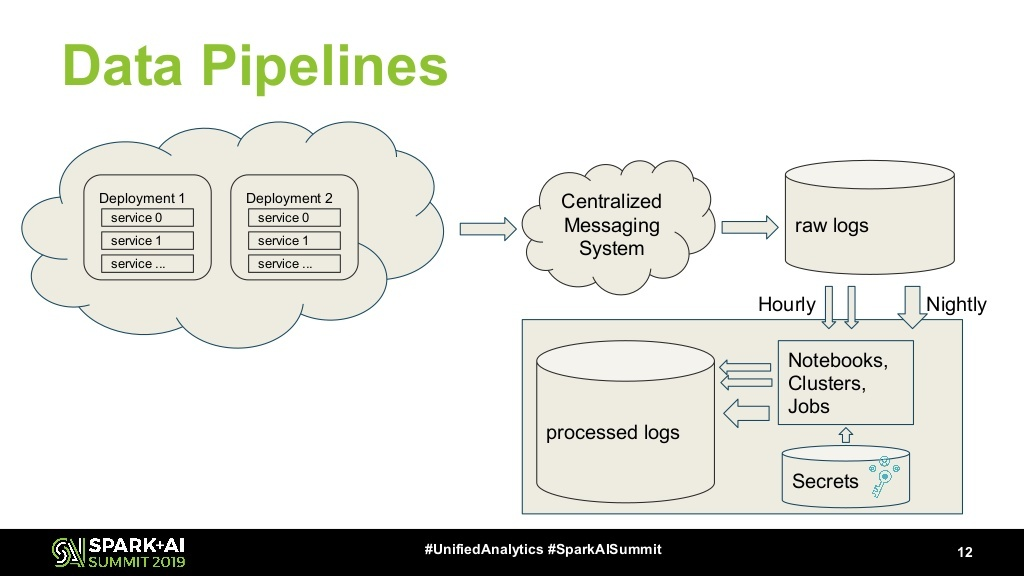 Data Pipelines
Deployment 1
service 0
service 1
service ...
Deployment 2
service 0
service 1
service ...
Centralized
Messaging
System
raw logs
Hourly
Nightly
Notebooks,
Clusters,
Jobs
processed logs
Secrets
SPARK+AI
SUMMIT 2019
#UnifiedAnalytics #SparkAISummit
12